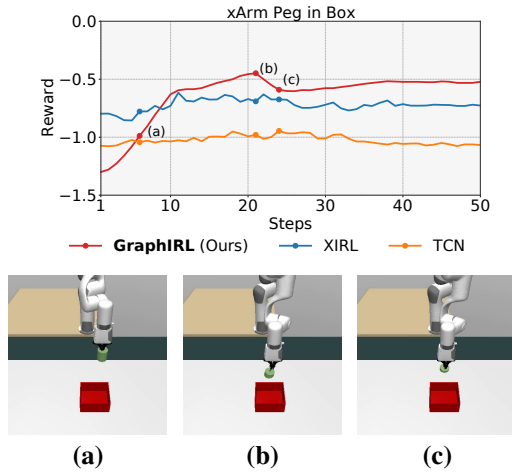 xArm Peg in Box
0.0
−0.5
−1.0
−1.5
Reward
(a)
(b)
(c)
1 10 20 30 40 50
Steps
GraphIRL (Ours) XIRL TCN
(a) (b) (c)